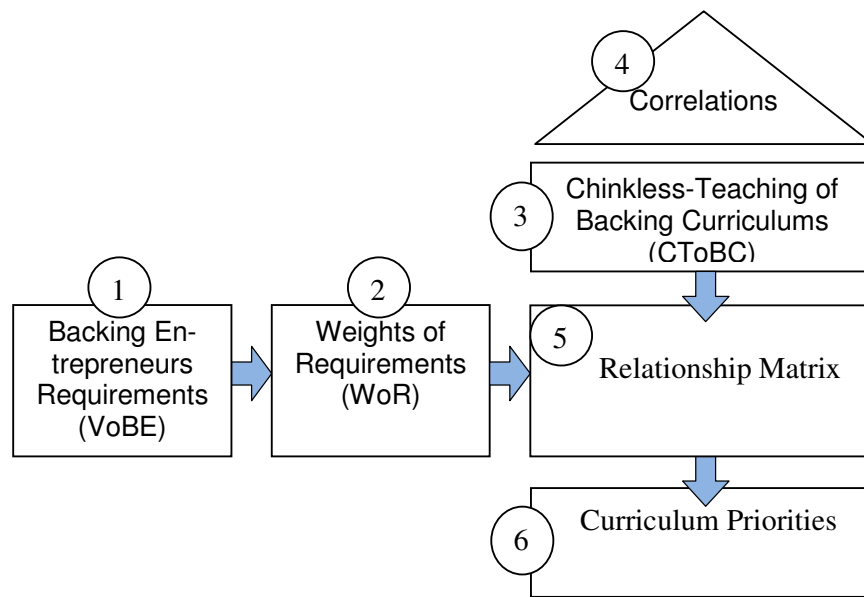 4
Correlations
3
Chinkless-Teaching of
Backing Curriculums
(CToBC)
1
Backing En-
trepreneurs
Requirements
(VoBE)
2
Weights of
Requirements
(WoR)
5
Relationship Matrix
6
Curriculum Priorities